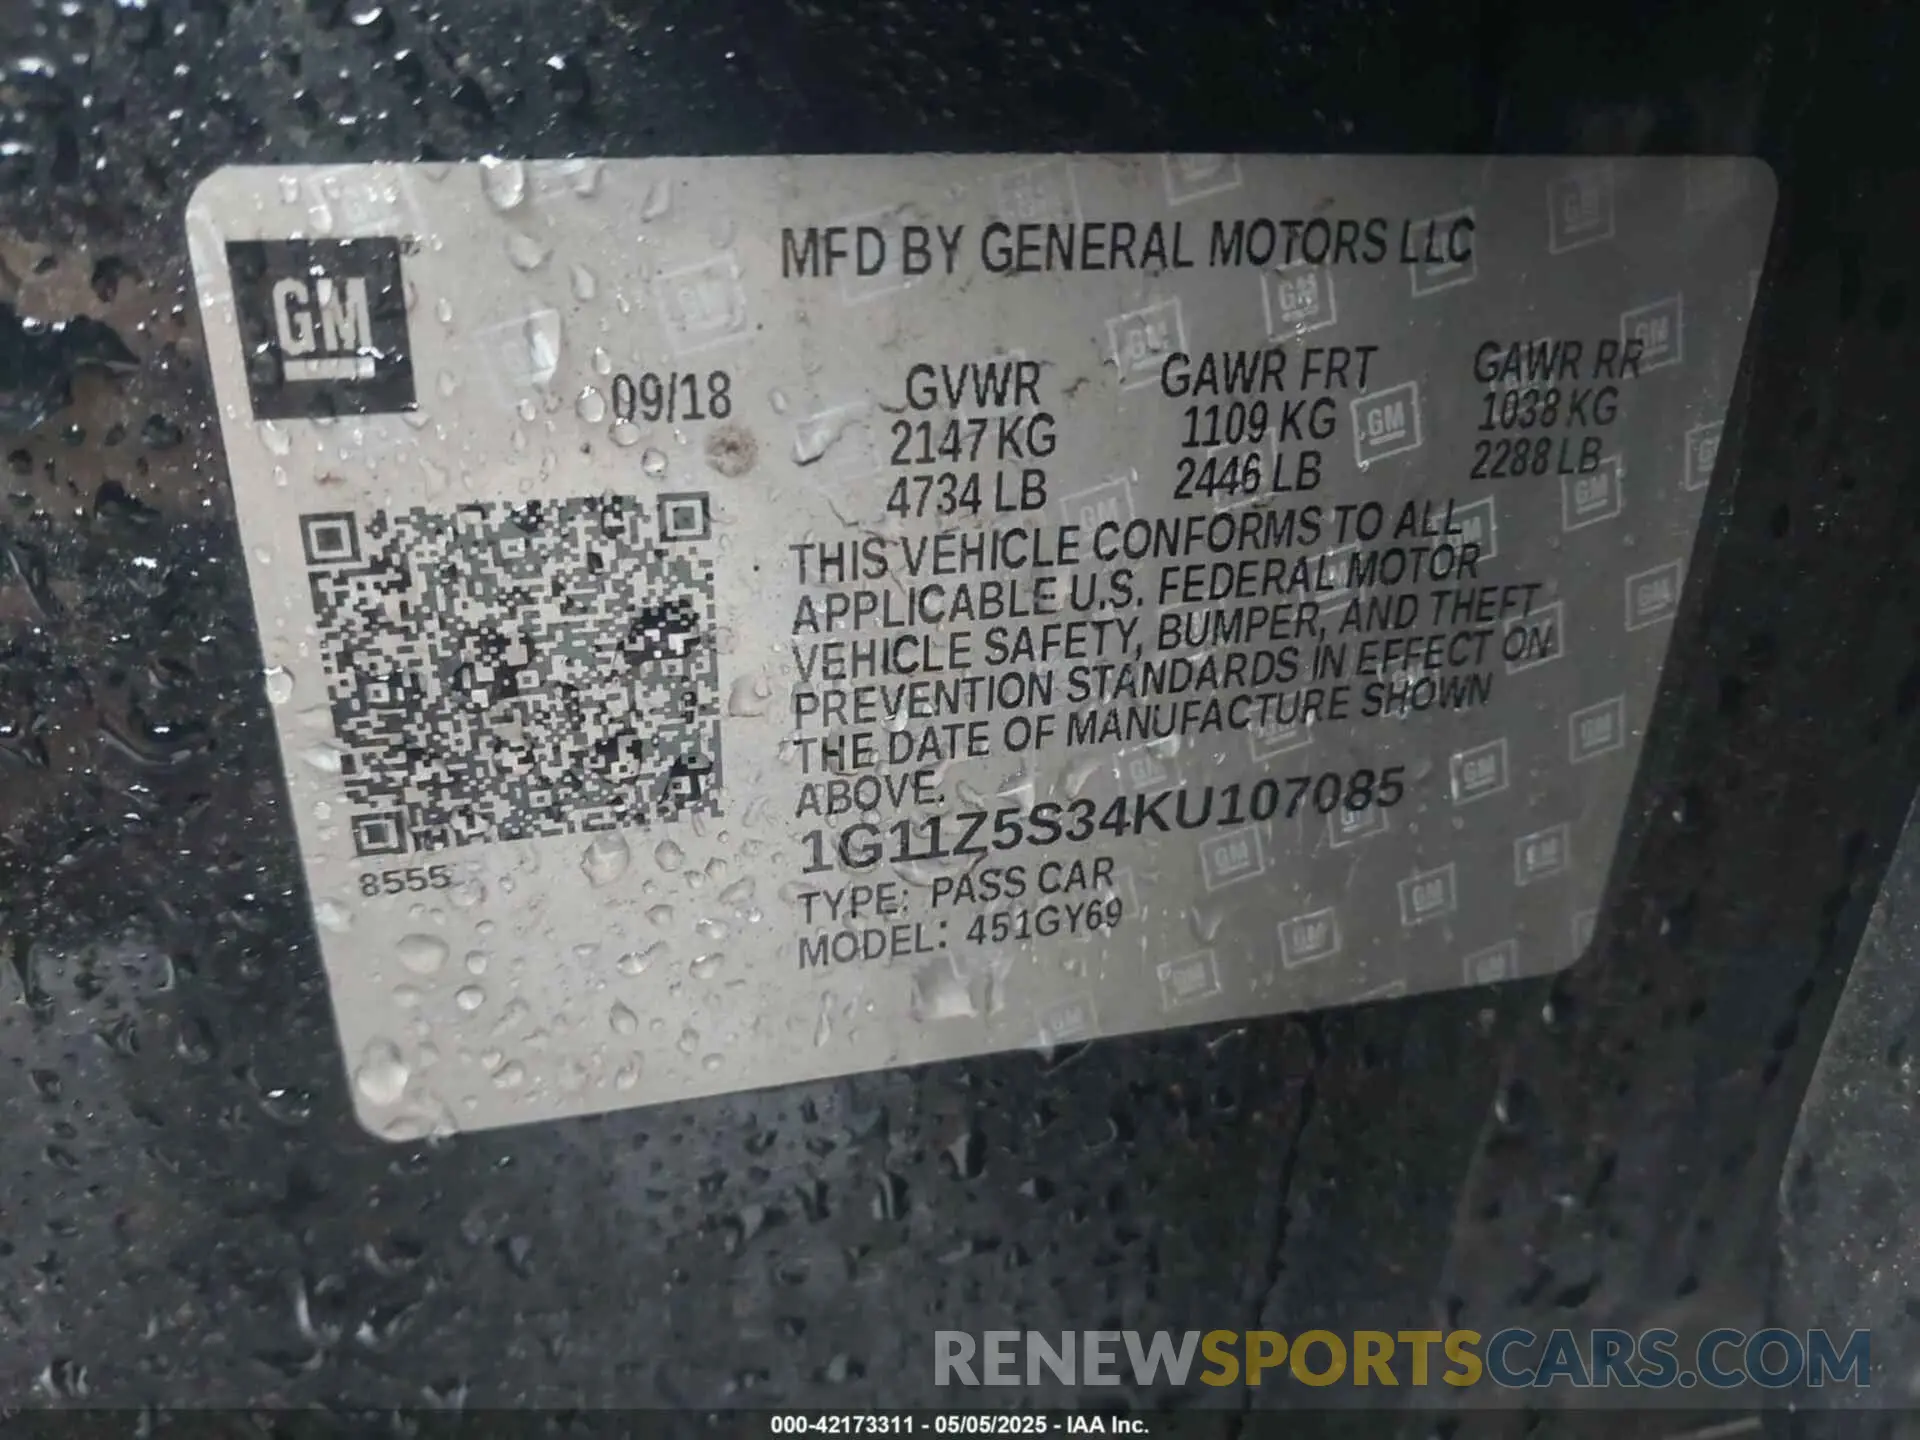 MFD BY GENERAL MOTORS LLC
GM
09/18
GVWR GAWR FRT GAWR RR
2147 KG 1109 KG 1038 KG
4734 LB 2446 LB 2288 LB
THIS VEHICLE CONFORMS TO ALL
APPLICABLE U.S. FEDERAL MOTOR
VEHICLE SAFETY, BUMPER, AND THEFT
PREVENTION STANDARDS IN EFFECT ON
THE DATE OF MANUFACTURE SHOWN
ABOVE.
1G11Z5S34KU107085
8555
TYPE: PASS CAR
MODEL: 451GY69
RENEWSPORTSCARS.COM
000-42173311 - 05/05/2025 - IAA Inc.